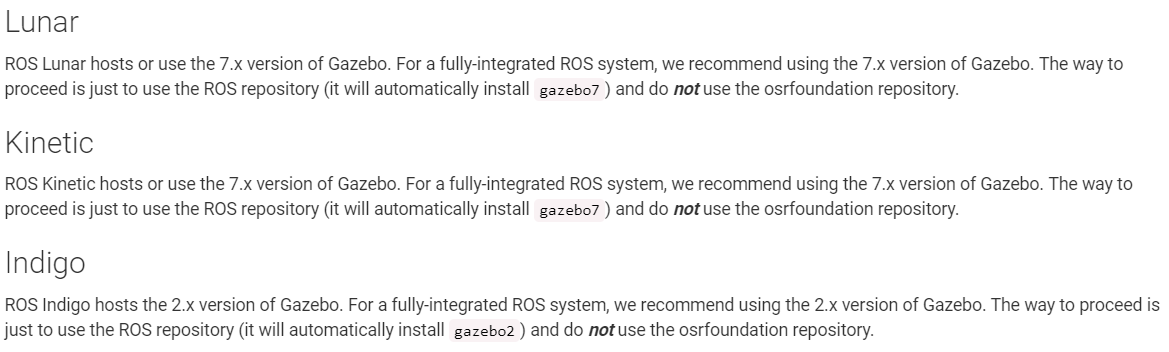 Lunar
ROS Lunar hosts or use the 7.x version of Gazebo. For a fully-integrated ROS system, we recommend using the 7.x version of Gazebo. The way to
proceed is just to use the ROS repository (it will automatically install gazebo7 ) and do not use the osrfoundation repository.
Kinetic
ROS Kinetic hosts or use the 7.x version of Gazebo. For a fully-integrated ROS system, we recommend using the 7.x version of Gazebo. The way to
proceed is just to use the ROS repository (it will automatically install gazebo7 ) and do not use the osrfoundation repository.
Indigo
ROS Indigo hosts the 2.x version of Gazebo. For a fully-integrated ROS system, we recommend using the 2.x version of Gazebo. The way to proceed is
just to use the ROS repository (it will automatically install gazebo2 ) and do not use the osrfoundation repository.